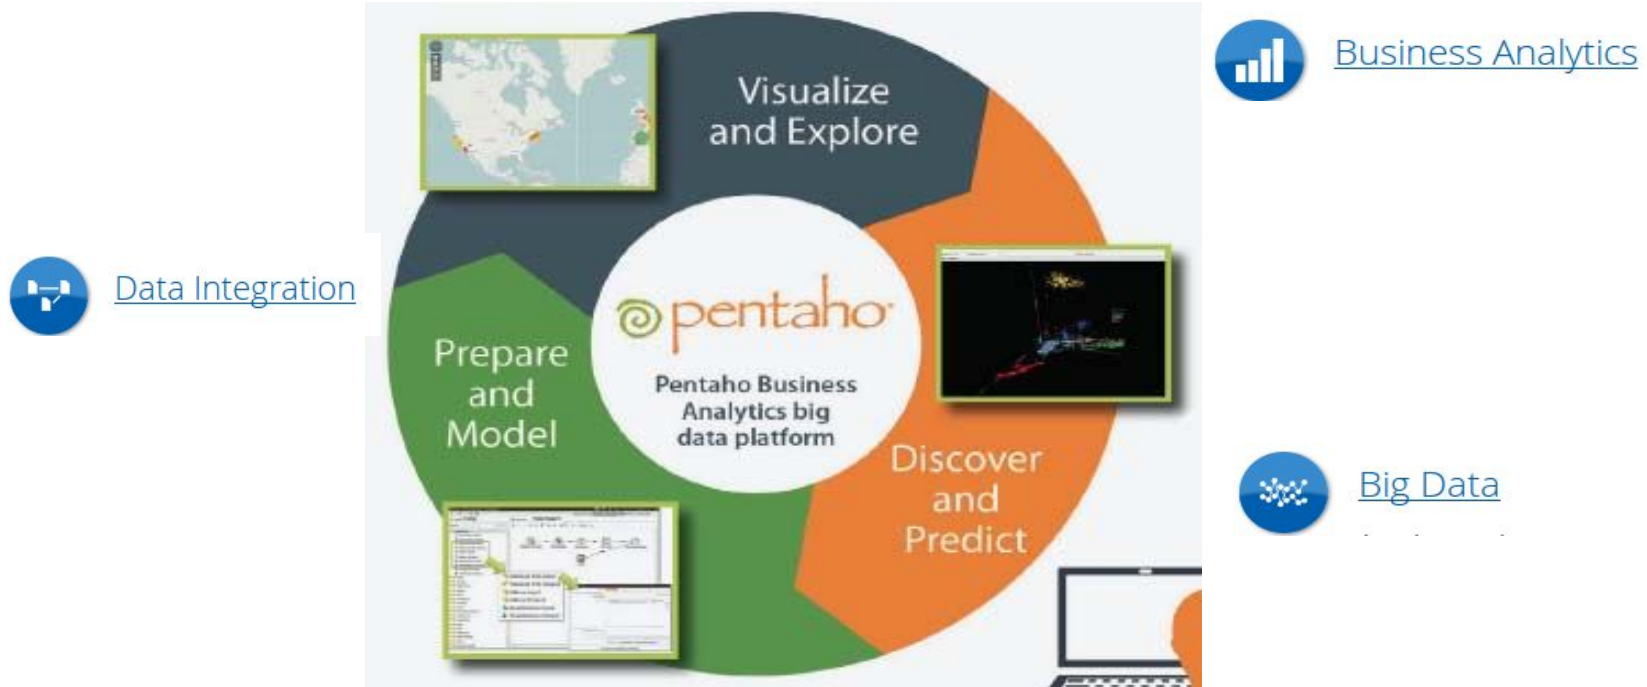 Business Analytics
Visualize
and Explore
Data Integration
pentaho
Pentaho Business
Analytics big
data platform
Prepare
and
Model
Discover
and
Predict
Big Data